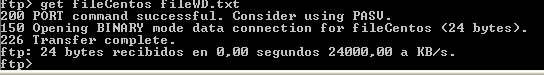 ftp> get fileCentos fileWD.txt
200 PORT command successful. Consider using PASV.
150 Opening BINARY mode data connection for fileCentos (24 bytes).
226 Transfer complete.
ftp: 24 bytes recibidos en 0,00 segundos 24000,00 a KB/s.
ftp>